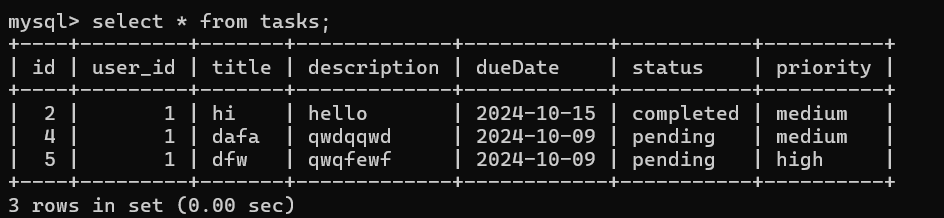 mysql> select * from tasks;
+----+---------+-------+-------------+------------+-----------+----------+
| id | user_id | title | description | dueDate    | status    | priority |
+----+---------+-------+-------------+------------+-----------+----------+
|  2 |       1 | hi    | hello       | 2024-10-15 | completed | medium   |
|  4 |       1 | dafa  | qwdqqwd     | 2024-10-09 | pending   | medium   |
|  5 |       1 | dfw   | qwqfewf     | 2024-10-09 | pending   | high     |
+----+---------+-------+-------------+------------+-----------+----------+
3 rows in set (0.00 sec)